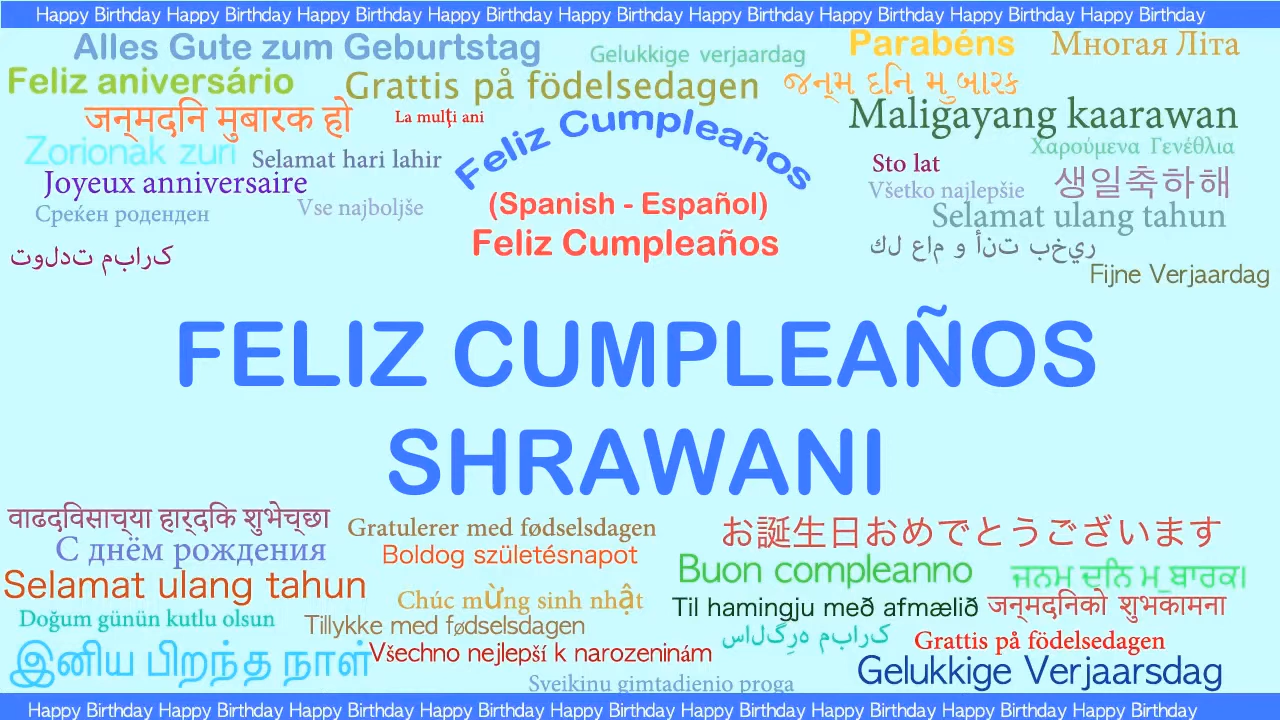 Happy Birthday Happy Birthday Happy Birthday Happy Birthday Happy Birthday Happy Birthday Happy Birthday Happy Birthday Happy Birthday
Alles Gute zum Geburtstag
Gelukkige verjaardag
Parabéns
Многая Літа
Feliz aniversário
Grattis på födelsedagen
જન્મ દિન મુબારક
जन्मदिन मुबारक हो
La mulţi ani
Feliz Cumpleaños
Maligayang kaarawan
Zorionak zuri
Selamat hari lahir
Χαρούμενα Γενέθλια
Sto lat
Joyeux anniversaire
(Spanish - Español)
Všetko najlepšie
생일축하해
Среќен роденден
Vse najboljše
Feliz Cumpleaños
Selamat ulang tahun
تولدت مبارک
كل عام و أنت بخير
Fijne Verjaardag
FELIZ CUMPLEAÑOS
SHRAWANI
वाढदिवसाच्या हार्दिक शुभेच्छा
Gratulerer med fødselsdagen
お誕生日おめでとうございます
С днём рождения
Boldog születésnapot
Buon compleanno
ਜਨਮ ਦਿਨ ਮੁਬਾਰਕ।
Selamat ulang tahun
Chúc mừng sinh nhật
Til hamingju með afmælið
जन्मदिनको शुभकामना
Doğum günün kutlu olsun
Tillykke med fødselsdagen
سالگرہ مبارک
Grattis på födelsedagen
இனிய பிறந்த நாள்
Všechno nejlepší k narozeninám
Gelukkige Verjaarsdag
Sveikinu gimtadienio proga
Happy Birthday Happy Birthday Happy Birthday Happy Birthday Happy Birthday Happy Birthday Happy Birthday Happy Birthday Happy Birthday